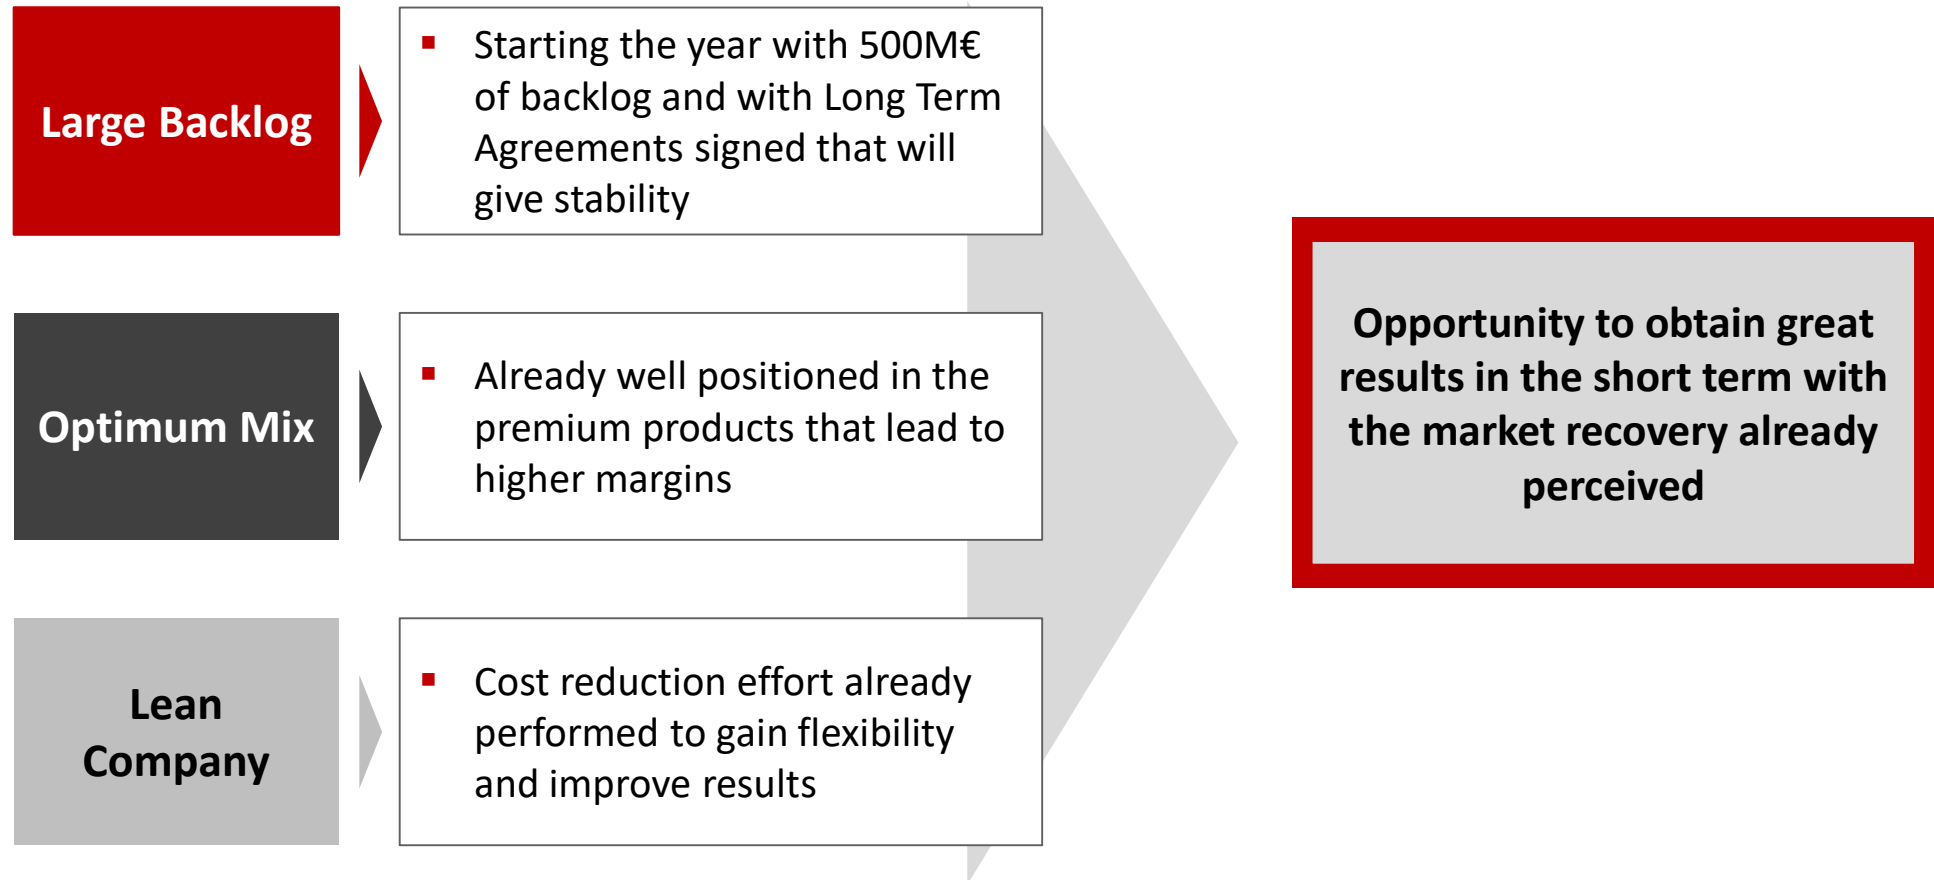 Large Backlog
▪ Starting the year with 500M€
of backlog and with Long Term
Agreements signed that will
give stability
Optimum Mix
▪ Already well positioned in the
premium products that lead to
higher margins
Lean
Company
▪ Cost reduction effort already
performed to gain flexibility
and improve results
Opportunity to obtain great
results in the short term with
the market recovery already
perceived